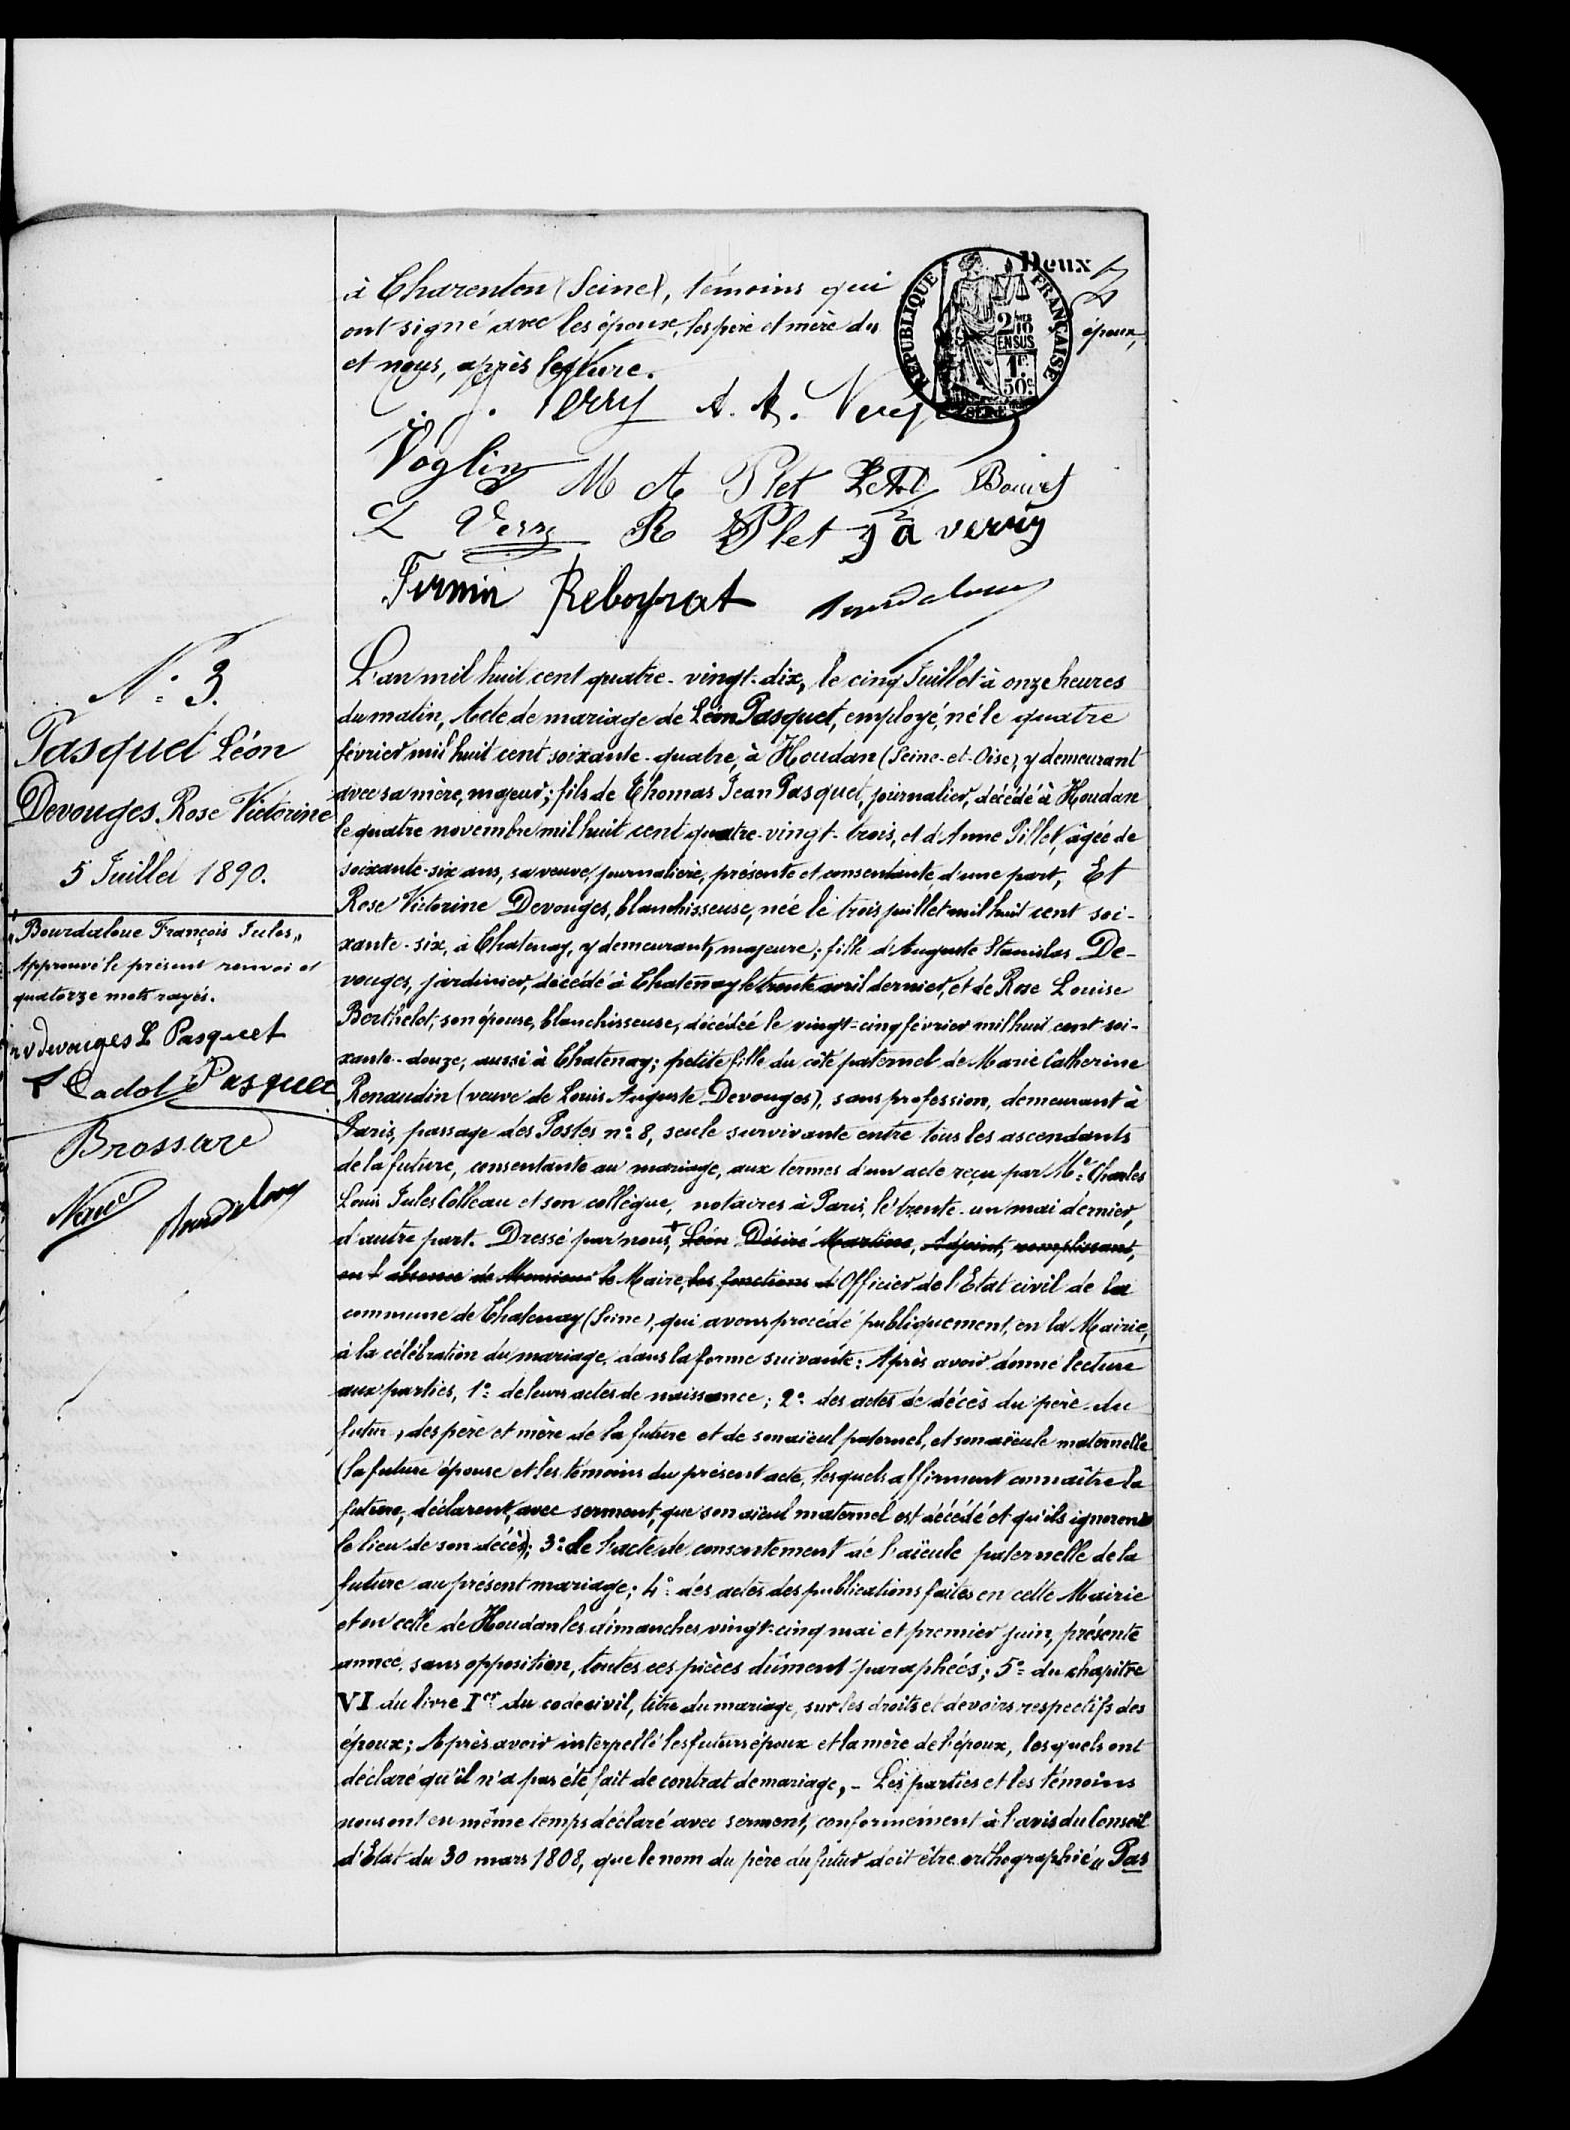 Deux
à Charenton (Seine), témoins qui
ont signé avec les époux, les père et mère des époux,
et nous, après lecture.
REPUBLIQUE FRANÇAISE
2/10
EN SUS
1F.
50c
Verry A. A.
Voglin M A Plet Bouret
L Verry R Plet a verry
Firmin Reboyrat Bourdaloue
N° 3.
Pasquet Léon
Devouges Rose Victorine
5 Juillet 1890.
"Bourdaloue François Jules"
Approuvé le présent renvoi et
quatorze mots rayés.
r v Devouges L Pasquet
L Cadot Pasquet
Brossard
Bourdaloue
L'an mil huit cent quatre-vingt-dix, le cinq Juillet à onze heures
du matin, Acte de mariage de Léon Pasquet, employé, né le quatre
février mil huit cent soixante-quatre, à Houdan (Seine-et-Oise), y demeurant
avec sa mère, majeur; fils de Thomas Jean Pasquet, journalier, décédé à Houdan
le quatre novembre mil huit cent quatre-vingt-trois, et d'Anne Pillet, âgée de
soixante-six ans, sa veuve, journalière, présente et consentante, d'une part, Et
Rose Victorine Devouges, blanchisseuse, née le trois juillet mil huit cent soi-
xante-six, à Chatenay, y demeurant, majeure; fille d'Auguste Stanislas De-
vouges, jardinier, décédé à Chatenay le trente avril dernier, et de Rose Louise
Berthelot, son épouse, blanchisseuse, décédée le vingt-cinq février mil huit cent soi-
xante-douze, aussi à Chatenay; petite fille du côté paternel de Marie Catherine
Renaudin (veuve de Louis Auguste Devouges), sans profession, demeurant à
Paris, passage des Postes n° 8, seule survivante entre tous les ascendants
de la future, consentante au mariage, aux termes d'un acte reçu par Me Charles
Louis Jules Colleau et son collègue, notaires à Paris, le trente-un mai dernier,
d'autre part. Dressé par nous, + Léon Désiré Martine, Adjoint, remplissant,
en l'absence de Monsieur le Maire, les fonctions d'Officier de l'Etat civil de la
commune de Chatenay (Seine), qui avons procédé publiquement, en la Mairie,
à la célébration du mariage, dans la forme suivante: Après avoir donné lecture
aux parties, 1° de leurs actes de naissance; 2° des actes de décès du père du
futur, des père et mère de la future et de son aïeul paternel, et son aïeule maternelle
(la future épouse et les témoins du présent acte, lesquels affirment connaître la
future, déclarent, avec serment, que son aïeul maternel est décédé et qu'ils ignorent
le lieu de son décès); 3° de l'acte de consentement de l'aïeule paternelle de la
future au présent mariage; 4° des actes des publications faites en cette Mairie
et en celle de Houdan les dimanches vingt-cinq mai et premier juin, présente
année, sans opposition, toutes ces pièces dûment paraphées; 5° du chapitre
VI du livre Ier du code civil, titre du mariage, sur les droits et devoirs respectifs des
époux; Après avoir interpellé les futurs époux et la mère de l'époux, lesquels ont
déclaré qu'il n'a pas été fait de contrat de mariage, - Les parties et les témoins
nous ont en même temps déclaré avec serment, conformément à l'avis du Conseil
d'Etat du 30 mars 1808, que le nom du père du futur doit être orthographié "Pas